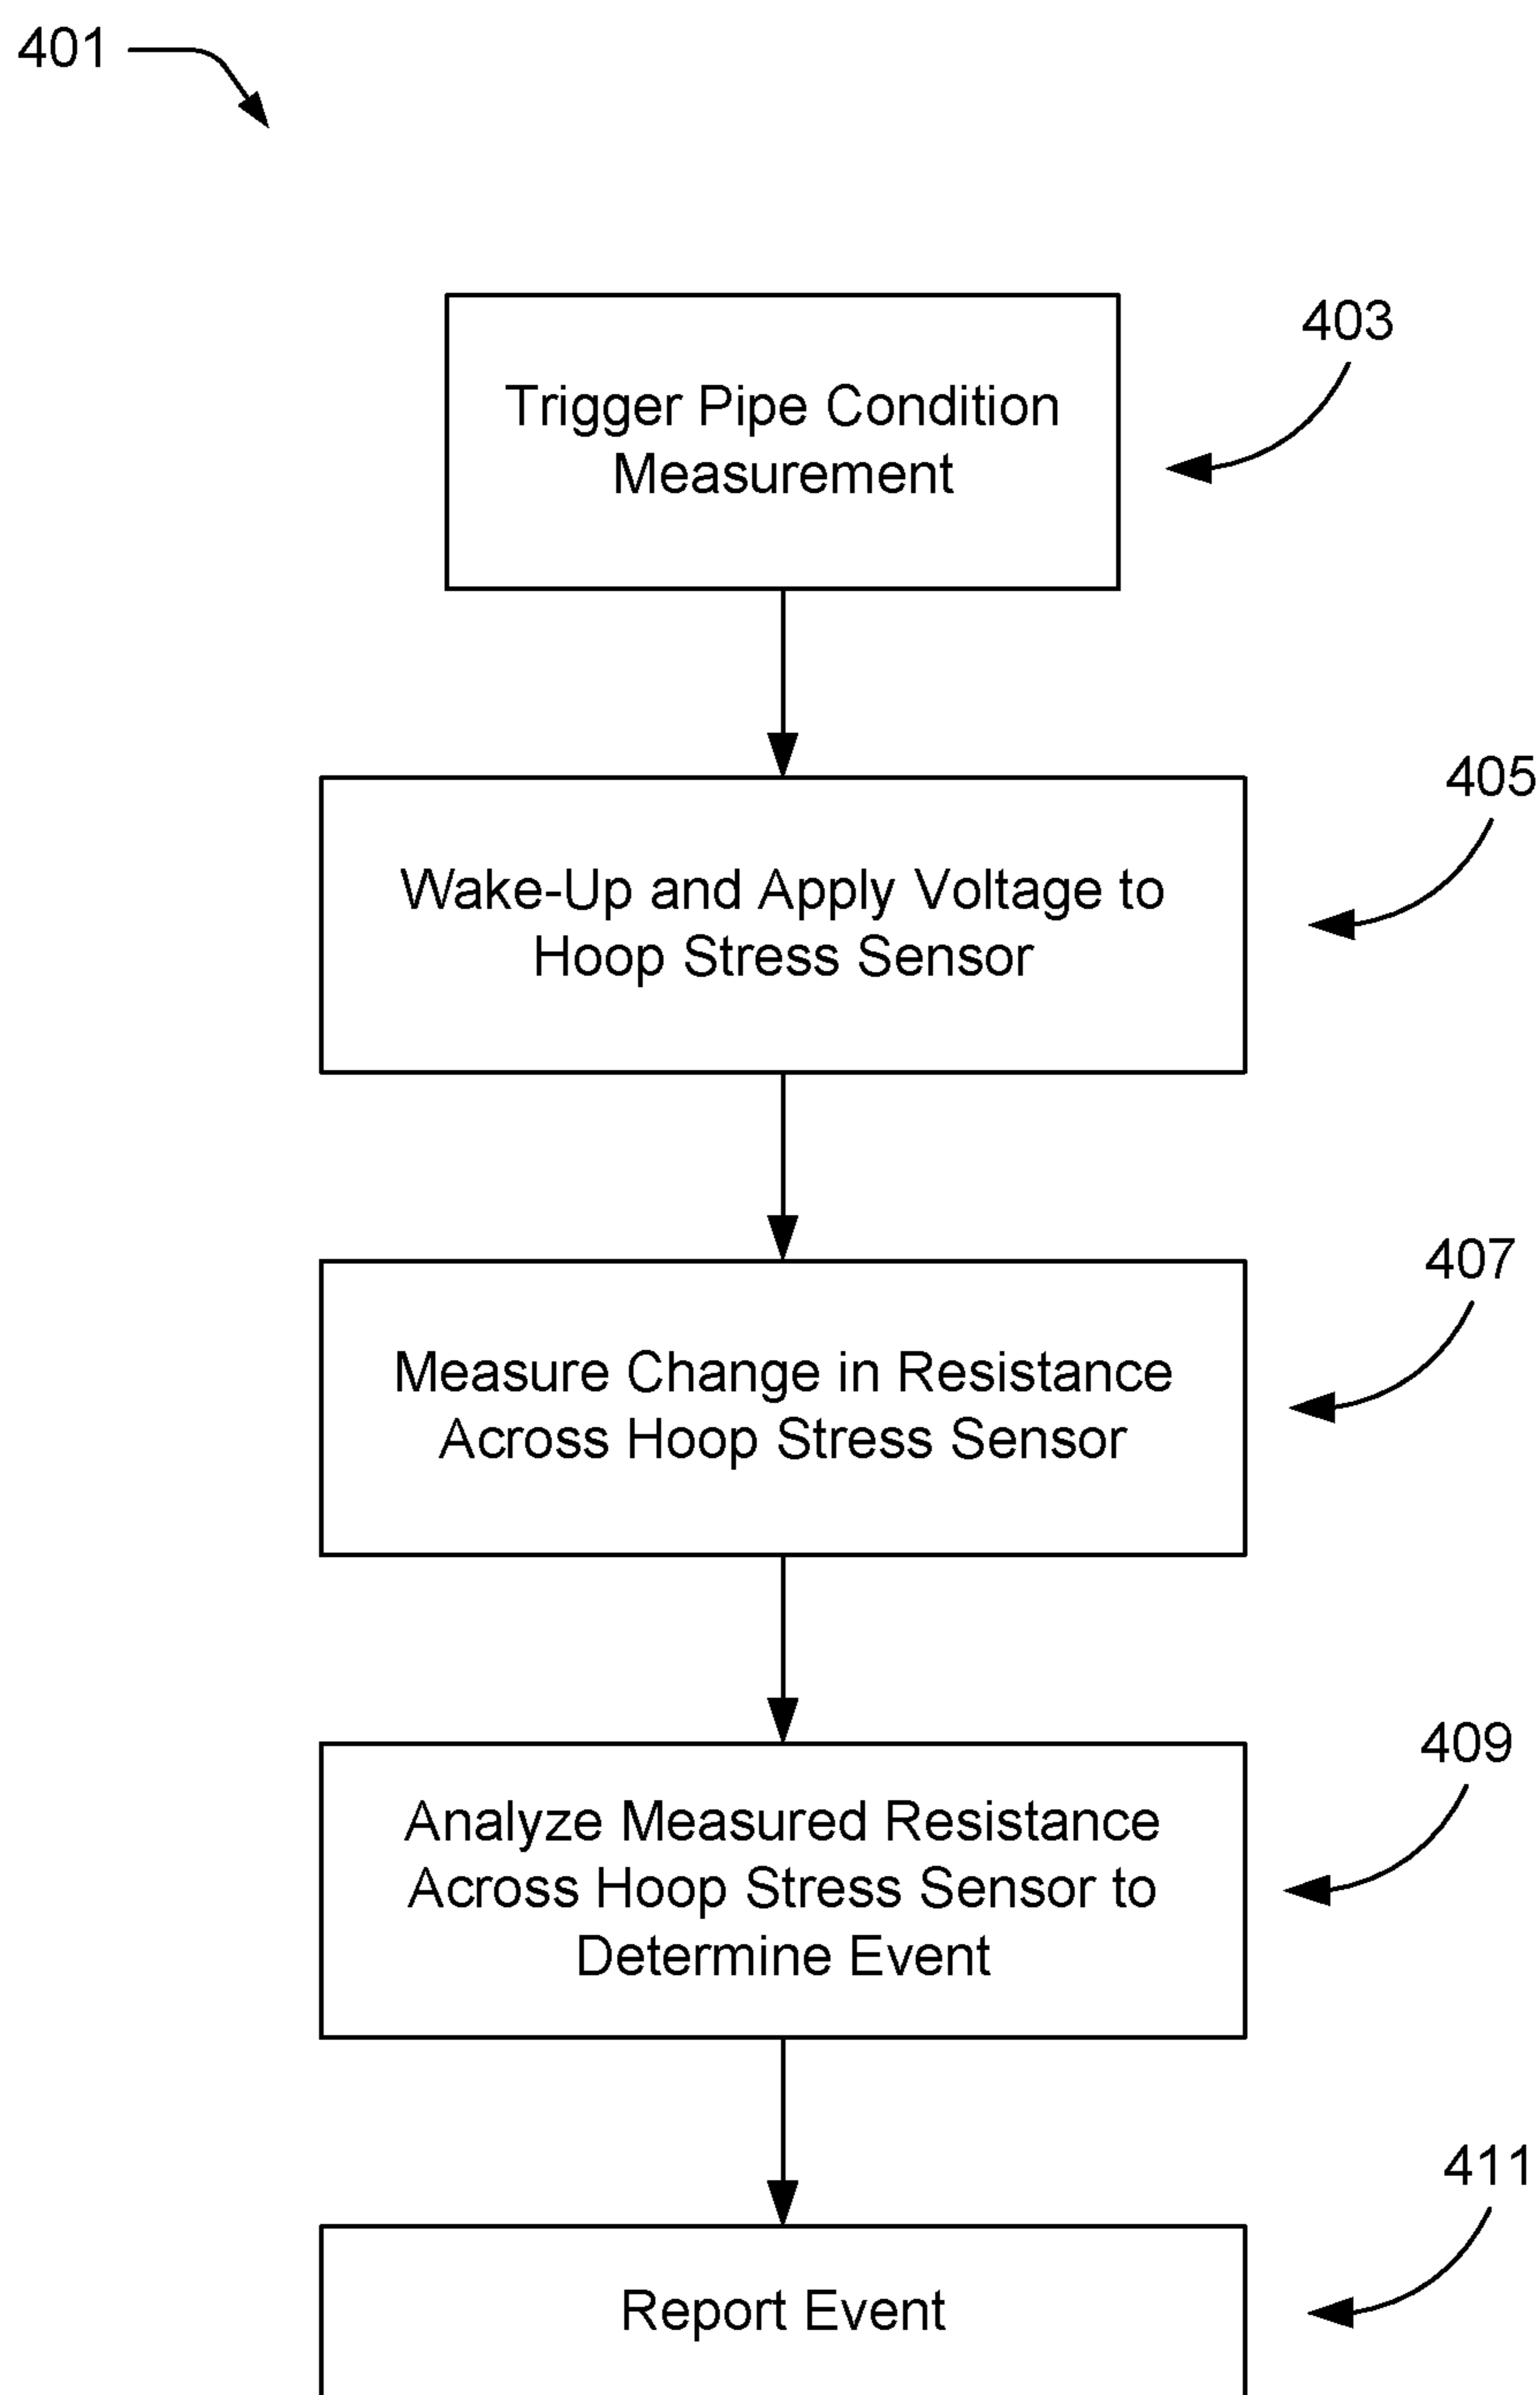 401
403
Trigger Pipe Condition
Measurement
405
Wake-Up and Apply Voltage to
Hoop Stress Sensor
407
Measure Change in Resistance
Across Hoop Stress Sensor
409
Analyze Measured Resistance
Across Hoop Stress Sensor to
Determine Event
411
Report Event